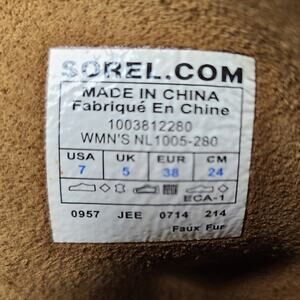 SOREL.COM
MADE IN CHINA
Fabriqué En Chine
1003812280
WMN'S NL1005-280
USA UK EUR CM
7 5 38 24
ECA-1
0957 JEE 0714 214
Faux Fur